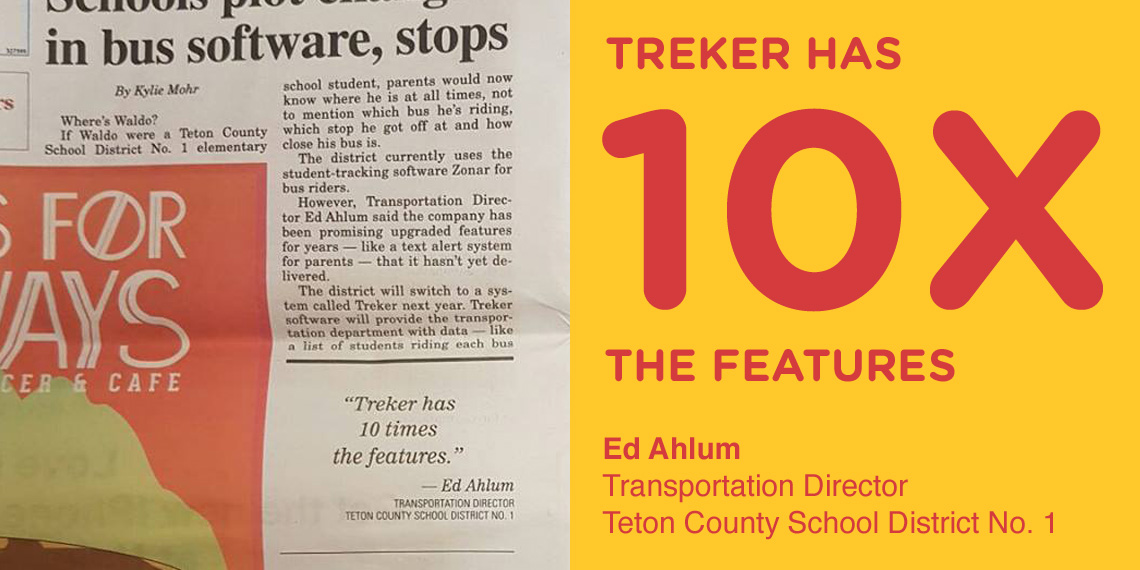 in bus software, stops
By Kylie Mohr
Where's Waldo?
If Waldo were a Teton County
School District No. 1 elementary
school student, parents would now
know where he is at all times, not
to mention which bus he's riding,
which stop he got off at and how
close his bus is.
The district currently uses the
student-tracking software Zonar for
bus riders.
However, Transportation Direc-
tor Ed Ahlum said the company has
been promising upgraded features
for years — like a text alert system
for parents — that it hasn't yet de-
livered.
The district will switch to a sys-
tem called Treker next year. Treker
software will provide the transpor-
tation department with data — like
a list of students riding each bus
"Treker has
10 times
the features."
— Ed Ahlum
TRANSPORTATION DIRECTOR
TETON COUNTY SCHOOL DISTRICT NO. 1
S FOR
WAYS
CER & CAFE
TREKER HAS
10X
THE FEATURES
Ed Ahlum
Transportation Director
Teton County School District No. 1